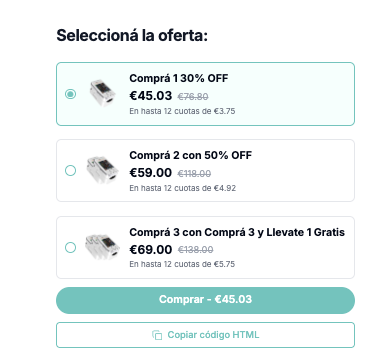 Seleccioná la oferta:
Comprá 1 30% OFF
€45.03 €76.80
En hasta 12 cuotas de €3.75
Comprá 2 con 50% OFF
€59.00 €118.00
En hasta 12 cuotas de €4.92
Comprá 3 con Comprá 3 y Llevate 1 Gratis
€69.00 €138.00
En hasta 12 cuotas de €5.75
Comprar - €45.03
Copiar código HTML